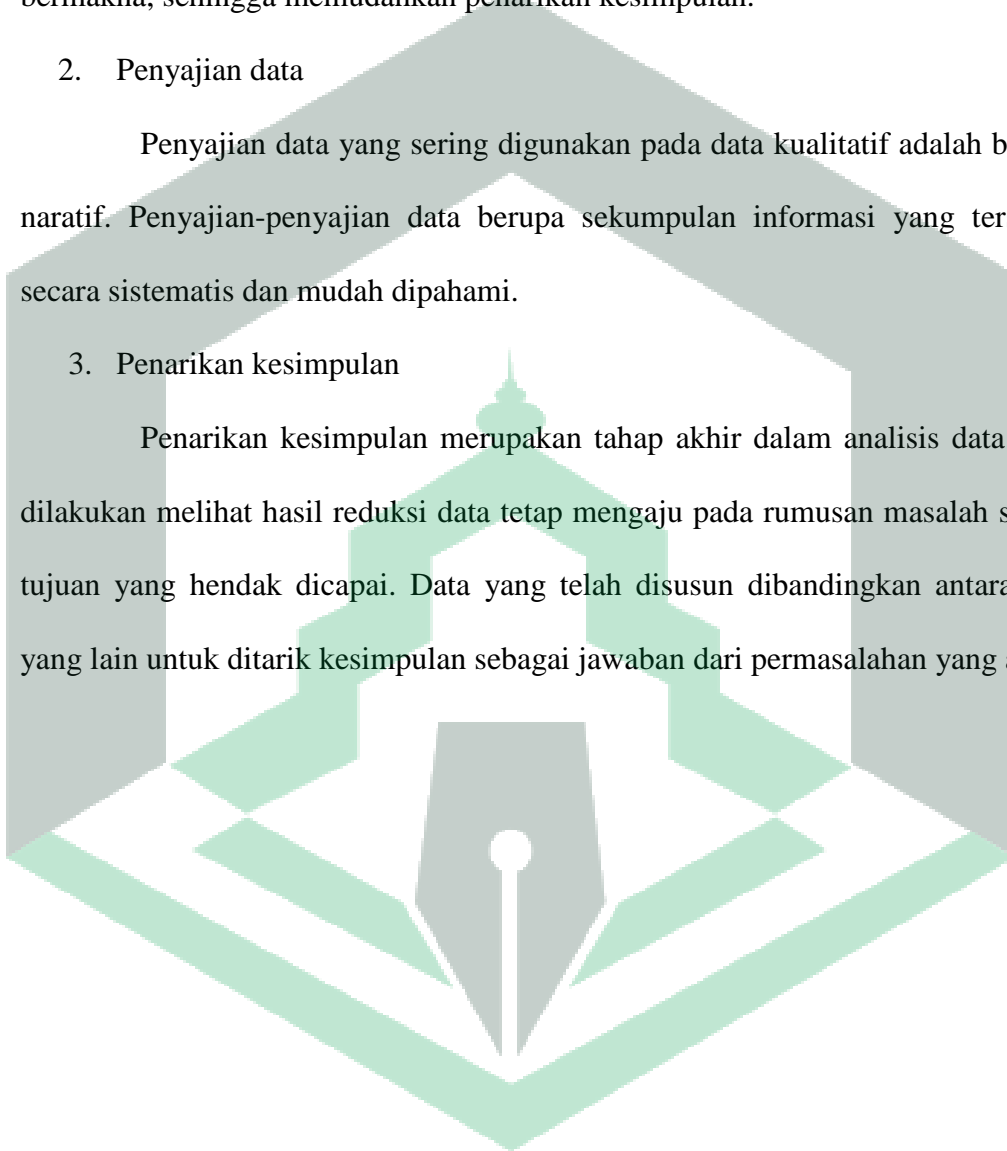 bermakna, sehingga memudahkan penarikan kesimpulan.
2. Penyajian data
Penyajian data yang sering digunakan pada data kualitatif adalah b
naratif. Penyajian-penyajian data berupa sekumpulan informasi yang ter
secara sistematis dan mudah dipahami.
3. Penarikan kesimpulan
Penarikan kesimpulan merupakan tahap akhir dalam analisis data
dilakukan melihat hasil reduksi data tetap mengaju pada rumusan masalah s
tujuan yang hendak dicapai. Data yang telah disusun dibandingkan antara
yang lain untuk ditarik kesimpulan sebagai jawaban dari permasalahan yang a